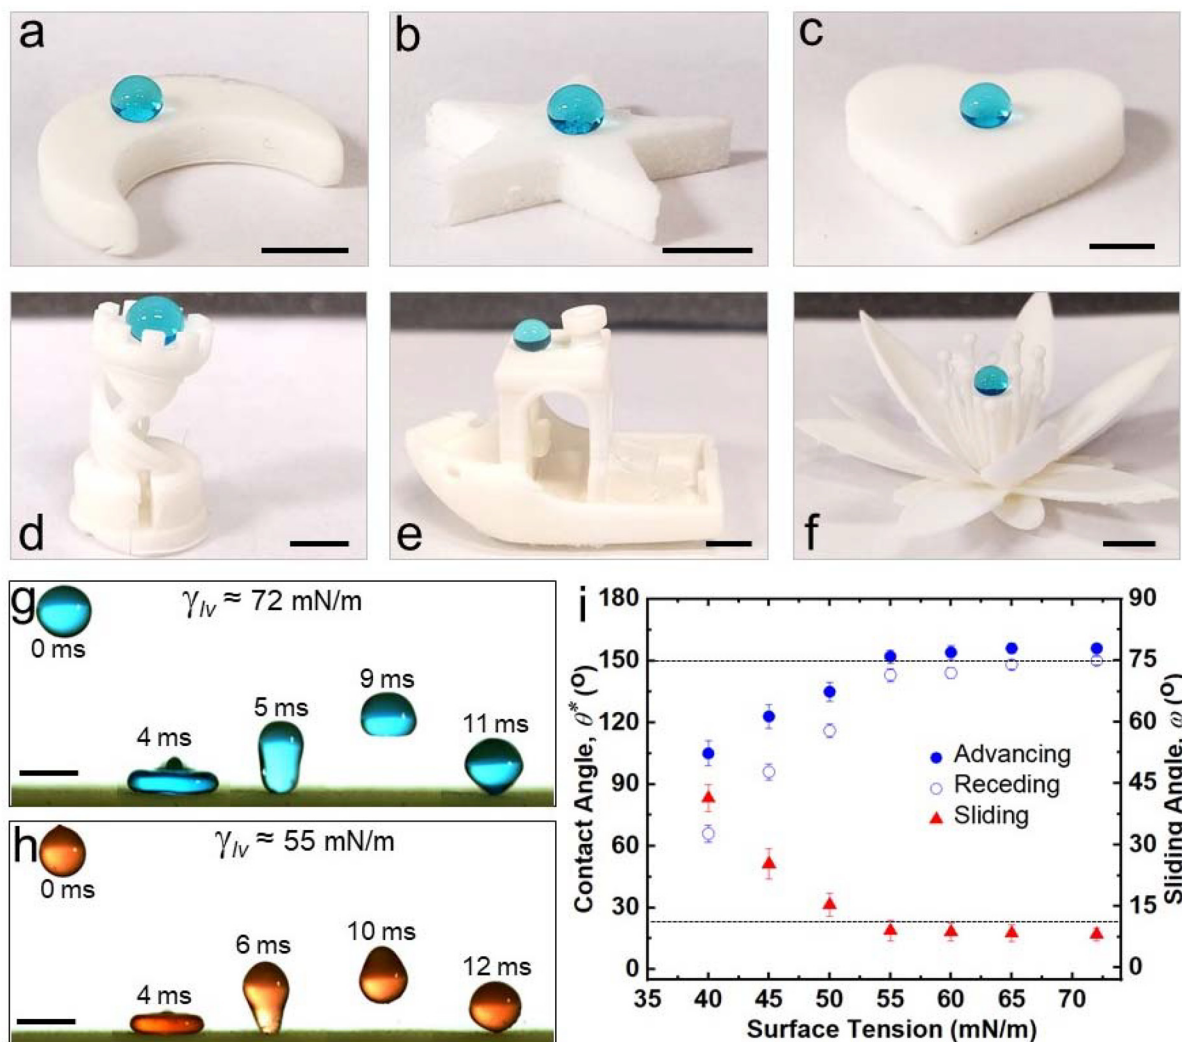 a
b
c
d
e
f
g
γlv ≈ 72 mN/m
0 ms
4 ms
5 ms
9 ms
11 ms
h
γlv ≈ 55 mN/m
0 ms
4 ms
6 ms
10 ms
12 ms
i
Contact Angle, θ* (°)
180
150
120
90
60
30
0
90
75
60
45
30
15
0
Sliding Angle, ω (°)
Advancing
Receding
Sliding
35 40 45 50 55 60 65 70
Surface Tension (mN/m)